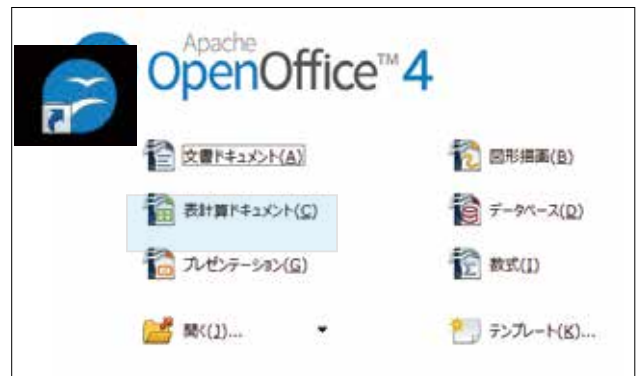 Apache
OpenOffice™ 4
文書ドキュメント(A) 図形描画(B)
表計算ドキュメント(C) データベース(D)
プレゼンテーション(G) 数式(I)
開く(J)... テンプレート(K)...